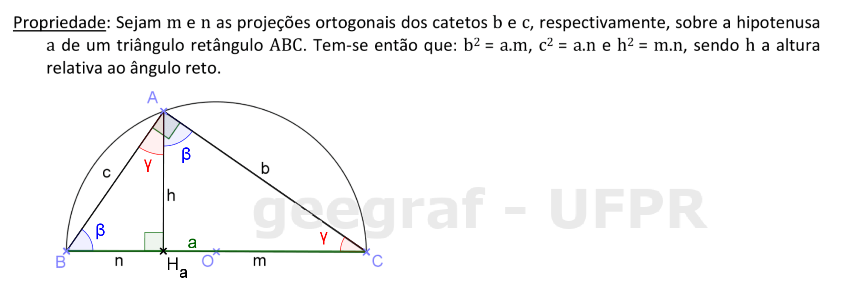 Propriedade: Sejam m e n as projeções ortogonais dos catetos b e c, respectivamente, sobre a hipotenusa
a de um triângulo retângulo ABC. Tem-se então que: b² = a.m, c² = a.n e h² = m.n, sendo h a altura
relativa ao ângulo reto.
A
γ β
c b
h
geegraf - UFPR
β a γ
B n Hₐ O m C